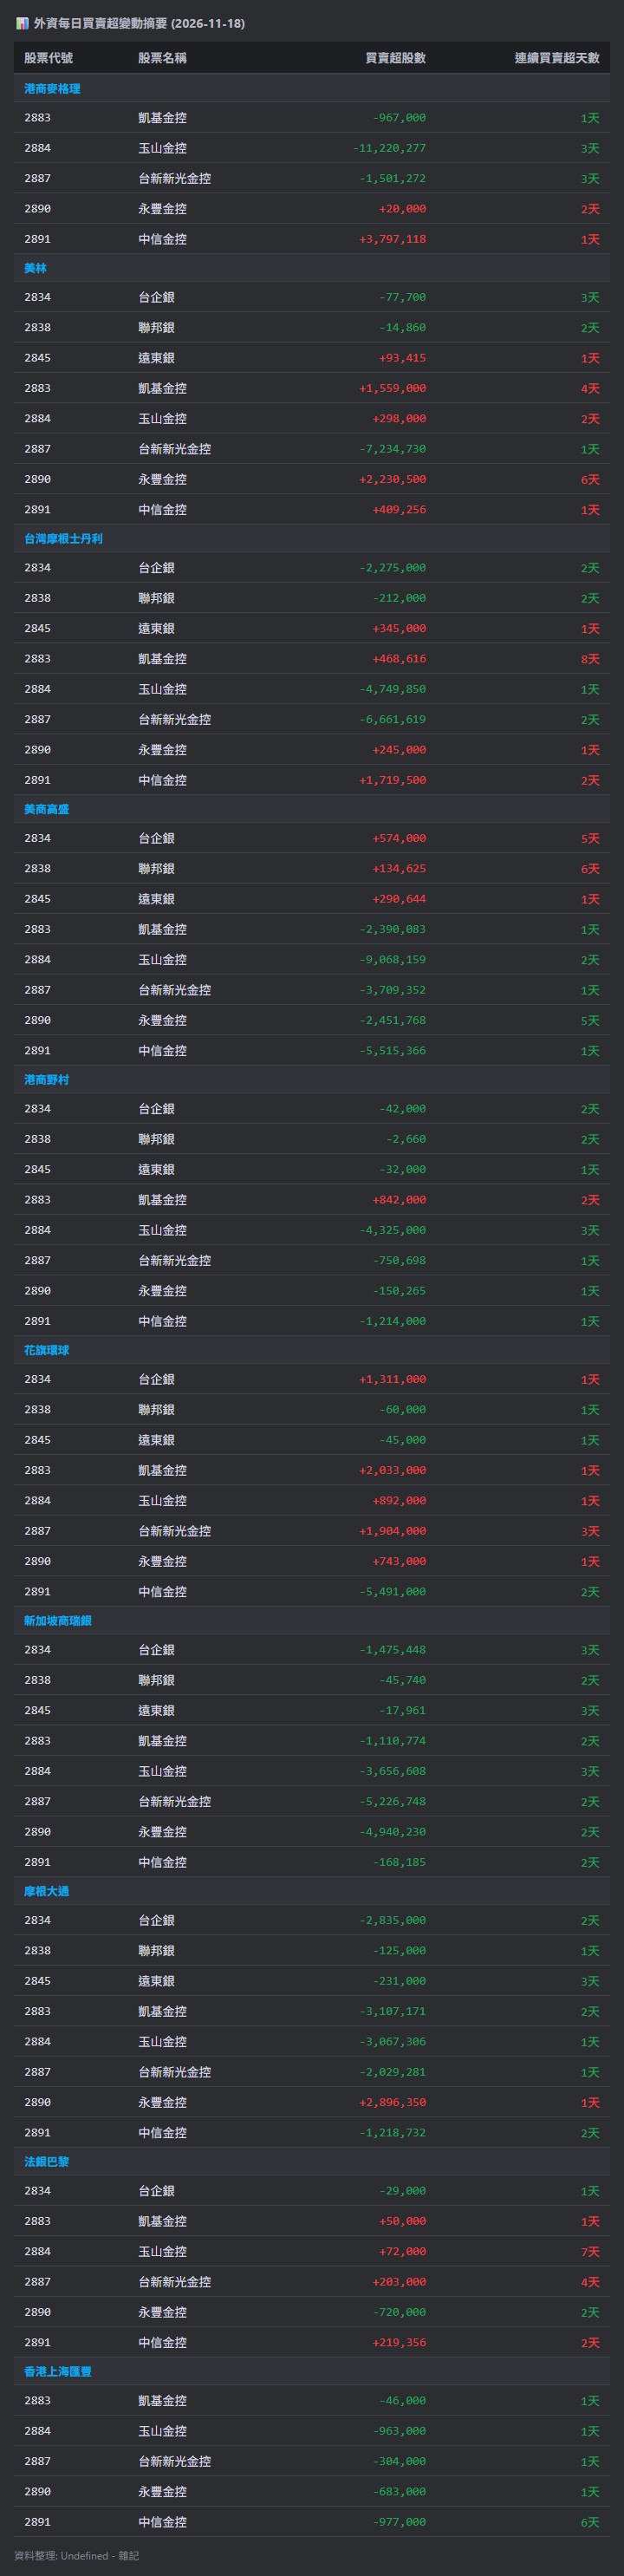 📊 外資每日買賣超變動摘要 (2026-11-18)
股票代號 股票名稱 買賣超股數 連續買賣超天數
港商麥格理
2883 凱基金控 -967,000 1天
2884 玉山金控 -11,220,277 3天
2887 台新新光金控 -1,501,272 3天
2890 永豐金控 +20,000 2天
2891 中信金控 +3,797,118 1天
美林
2834 台企銀 -77,700 3天
2838 聯邦銀 -14,860 2天
2845 遠東銀 +93,415 1天
2883 凱基金控 +1,559,000 4天
2884 玉山金控 +298,000 2天
2887 台新新光金控 -7,234,730 1天
2890 永豐金控 +2,230,500 6天
2891 中信金控 +409,256 1天
台灣摩根士丹利
2834 台企銀 -2,275,000 2天
2838 聯邦銀 -212,000 2天
2845 遠東銀 +345,000 1天
2883 凱基金控 +468,616 8天
2884 玉山金控 -4,749,850 1天
2887 台新新光金控 -6,661,619 2天
2890 永豐金控 +245,000 1天
2891 中信金控 +1,719,500 2天
美商高盛
2834 台企銀 +574,000 5天
2838 聯邦銀 +134,625 6天
2845 遠東銀 +290,644 1天
2883 凱基金控 -2,390,083 1天
2884 玉山金控 -9,068,159 2天
2887 台新新光金控 -3,709,352 1天
2890 永豐金控 -2,451,768 5天
2891 中信金控 -5,515,366 1天
港商野村
2834 台企銀 -42,000 2天
2838 聯邦銀 -2,660 2天
2845 遠東銀 -32,000 1天
2883 凱基金控 +842,000 2天
2884 玉山金控 -4,325,000 3天
2887 台新新光金控 -750,698 1天
2890 永豐金控 -150,265 1天
2891 中信金控 -1,214,000 1天
花旗環球
2834 台企銀 +1,311,000 1天
2838 聯邦銀 -60,000 1天
2845 遠東銀 -45,000 1天
2883 凱基金控 +2,033,000 1天
2884 玉山金控 +892,000 1天
2887 台新新光金控 +1,904,000 3天
2890 永豐金控 +743,000 1天
2891 中信金控 -5,491,000 2天
新加坡商瑞銀
2834 台企銀 -1,475,448 3天
2838 聯邦銀 -45,740 2天
2845 遠東銀 -17,961 3天
2883 凱基金控 -1,110,774 2天
2884 玉山金控 -3,656,608 3天
2887 台新新光金控 -5,226,748 2天
2890 永豐金控 -4,940,230 2天
2891 中信金控 -168,185 2天
摩根大通
2834 台企銀 -2,835,000 2天
2838 聯邦銀 -125,000 1天
2845 遠東銀 -231,000 3天
2883 凱基金控 -3,107,171 2天
2884 玉山金控 -3,067,306 1天
2887 台新新光金控 -2,029,281 1天
2890 永豐金控 +2,896,350 1天
2891 中信金控 -1,218,732 2天
法銀巴黎
2834 台企銀 -29,000 1天
2883 凱基金控 +50,000 1天
2884 玉山金控 +72,000 7天
2887 台新新光金控 +203,000 4天
2890 永豐金控 -720,000 2天
2891 中信金控 +219,356 2天
香港上海匯豐
2883 凱基金控 -46,000 1天
2884 玉山金控 -963,000 1天
2887 台新新光金控 -304,000 1天
2890 永豐金控 -683,000 1天
2891 中信金控 -977,000 6天
資料整理: Undefined - 雜記